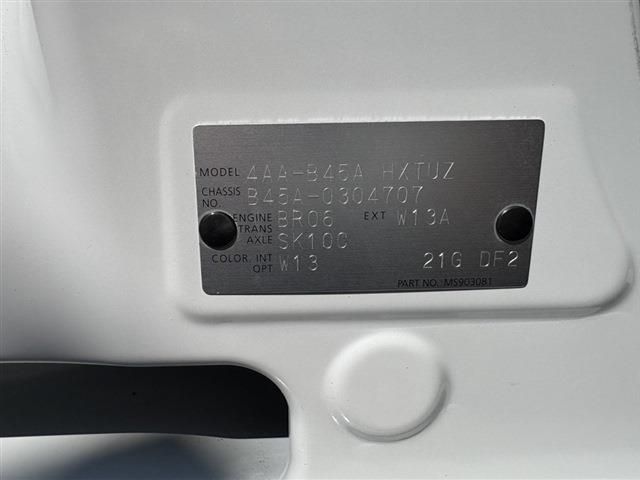 MODEL 4AA-B45A HXTUZ
CHASSIS NO. B45A-0304707
ENGINE BR06 EXT W13A
TRANS AXLE SK10C
COLOR, INT OPT W13 21G DF2
PART NO. MS903081